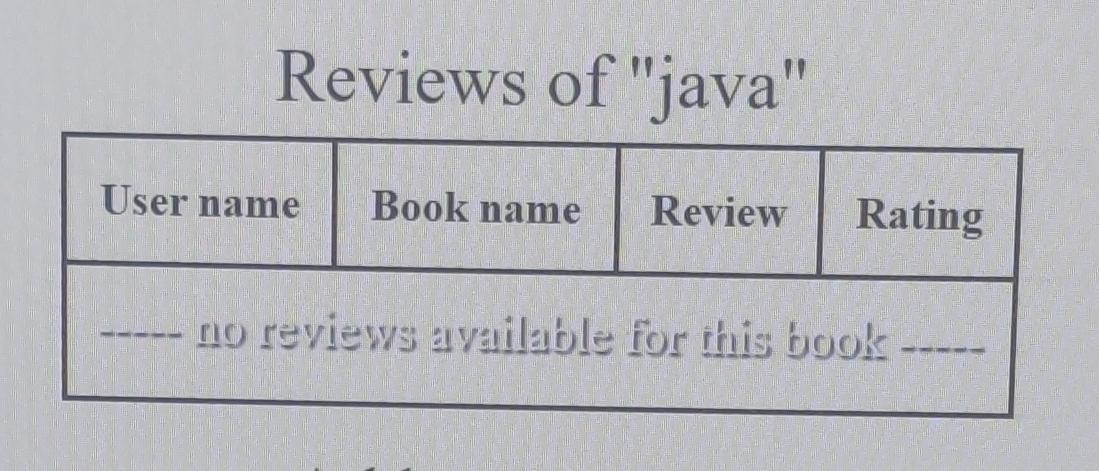 Reviews of "java"
User name Book name Review Rating
----- no reviews available for this book -----